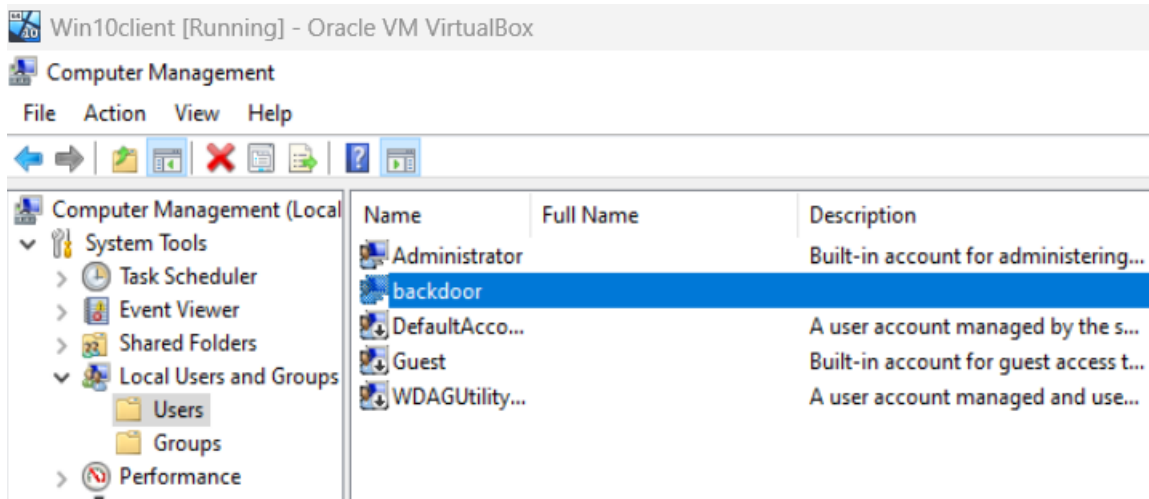 Win10client [Running] - Oracle VM VirtualBox
Computer Management
File Action View Help
Computer Management (Local
System Tools
Task Scheduler
Event Viewer
Shared Folders
Local Users and Groups
Users
Groups
Performance
Name Full Name Description
Administrator Built-in account for administering...
backdoor
DefaultAcco... A user account managed by the s...
Guest Built-in account for guest access t...
WDAGUtility... A user account managed and use...